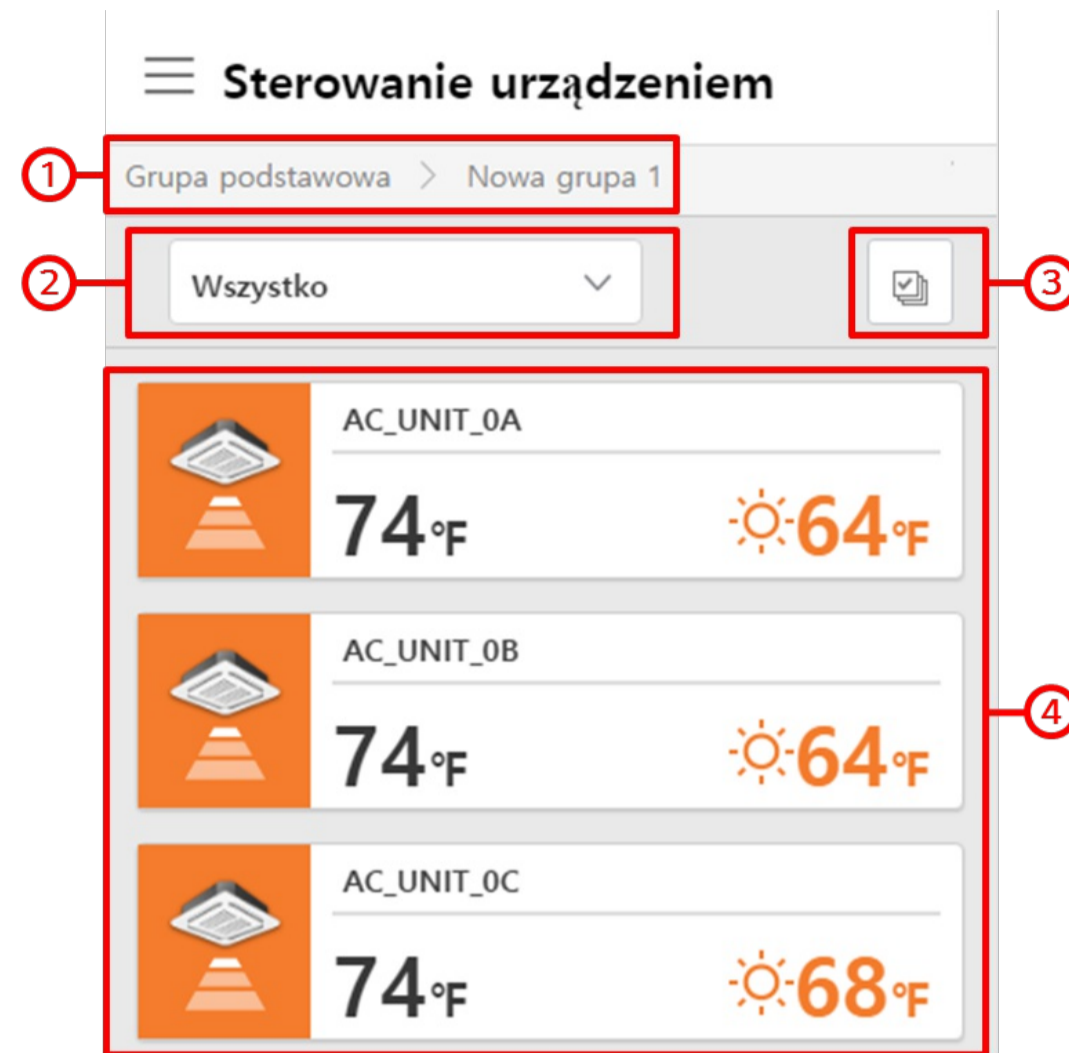 Sterowanie urządzeniem
1 Grupa podstawowa > Nowa grupa 1
2 Wszystko 3
AC_UNIT_0A
74°F 64°F
AC_UNIT_0B
74°F 64°F
4
AC_UNIT_0C
74°F 68°F